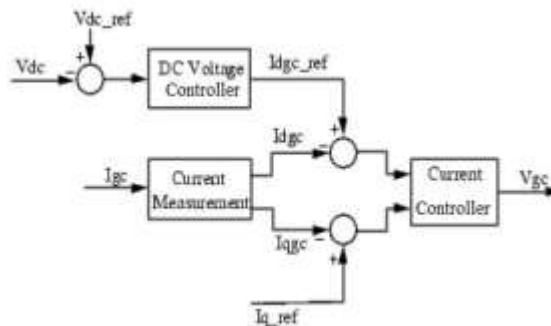 Vdc_ref
+
Vdc
−
DC Voltage
Controller
Idgc_ref
+
Idgc
−
Igc
Current
Measurement
Current
Controller
Vgc
Iqgc
−
+
Iq_ref